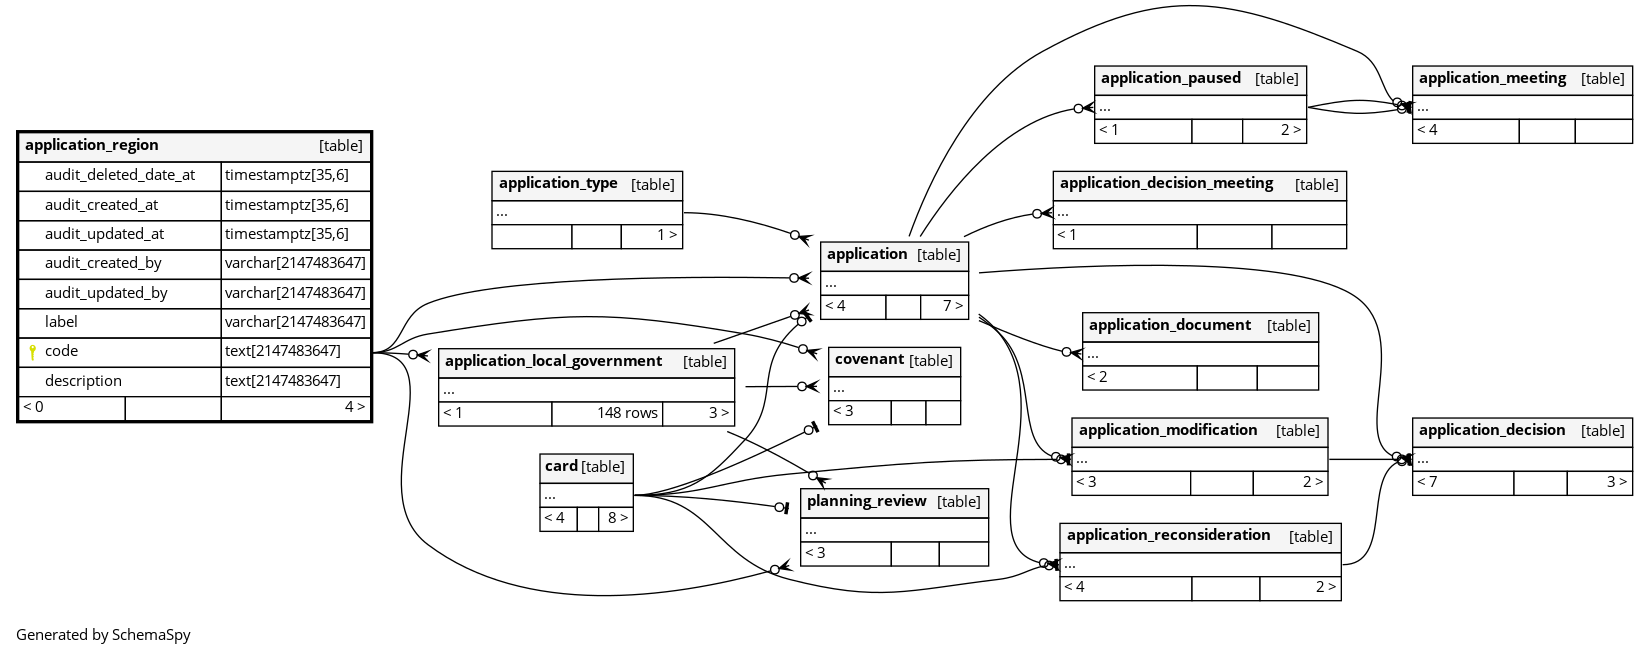 application_region [table]
audit_deleted_date_at timestamptz[35,6]
audit_created_at timestamptz[35,6]
audit_updated_at timestamptz[35,6]
audit_created_by varchar[2147483647]
audit_updated_by varchar[2147483647]
label varchar[2147483647]
code text[2147483647]
description text[2147483647]
< 0 4 >
application_type [table]
...
1 >
application_local_government [table]
...
< 1 148 rows 3 >
card [table]
...
< 4 8 >
application [table]
...
< 4 7 >
covenant [table]
...
< 3
planning_review [table]
...
< 3
application_paused [table]
...
< 1 2 >
application_decision_meeting [table]
...
< 1
application_document [table]
...
< 2
application_modification [table]
...
< 3 2 >
application_reconsideration [table]
...
< 4 2 >
application_meeting [table]
...
< 4
application_decision [table]
...
< 7 3 >
Generated by SchemaSpy